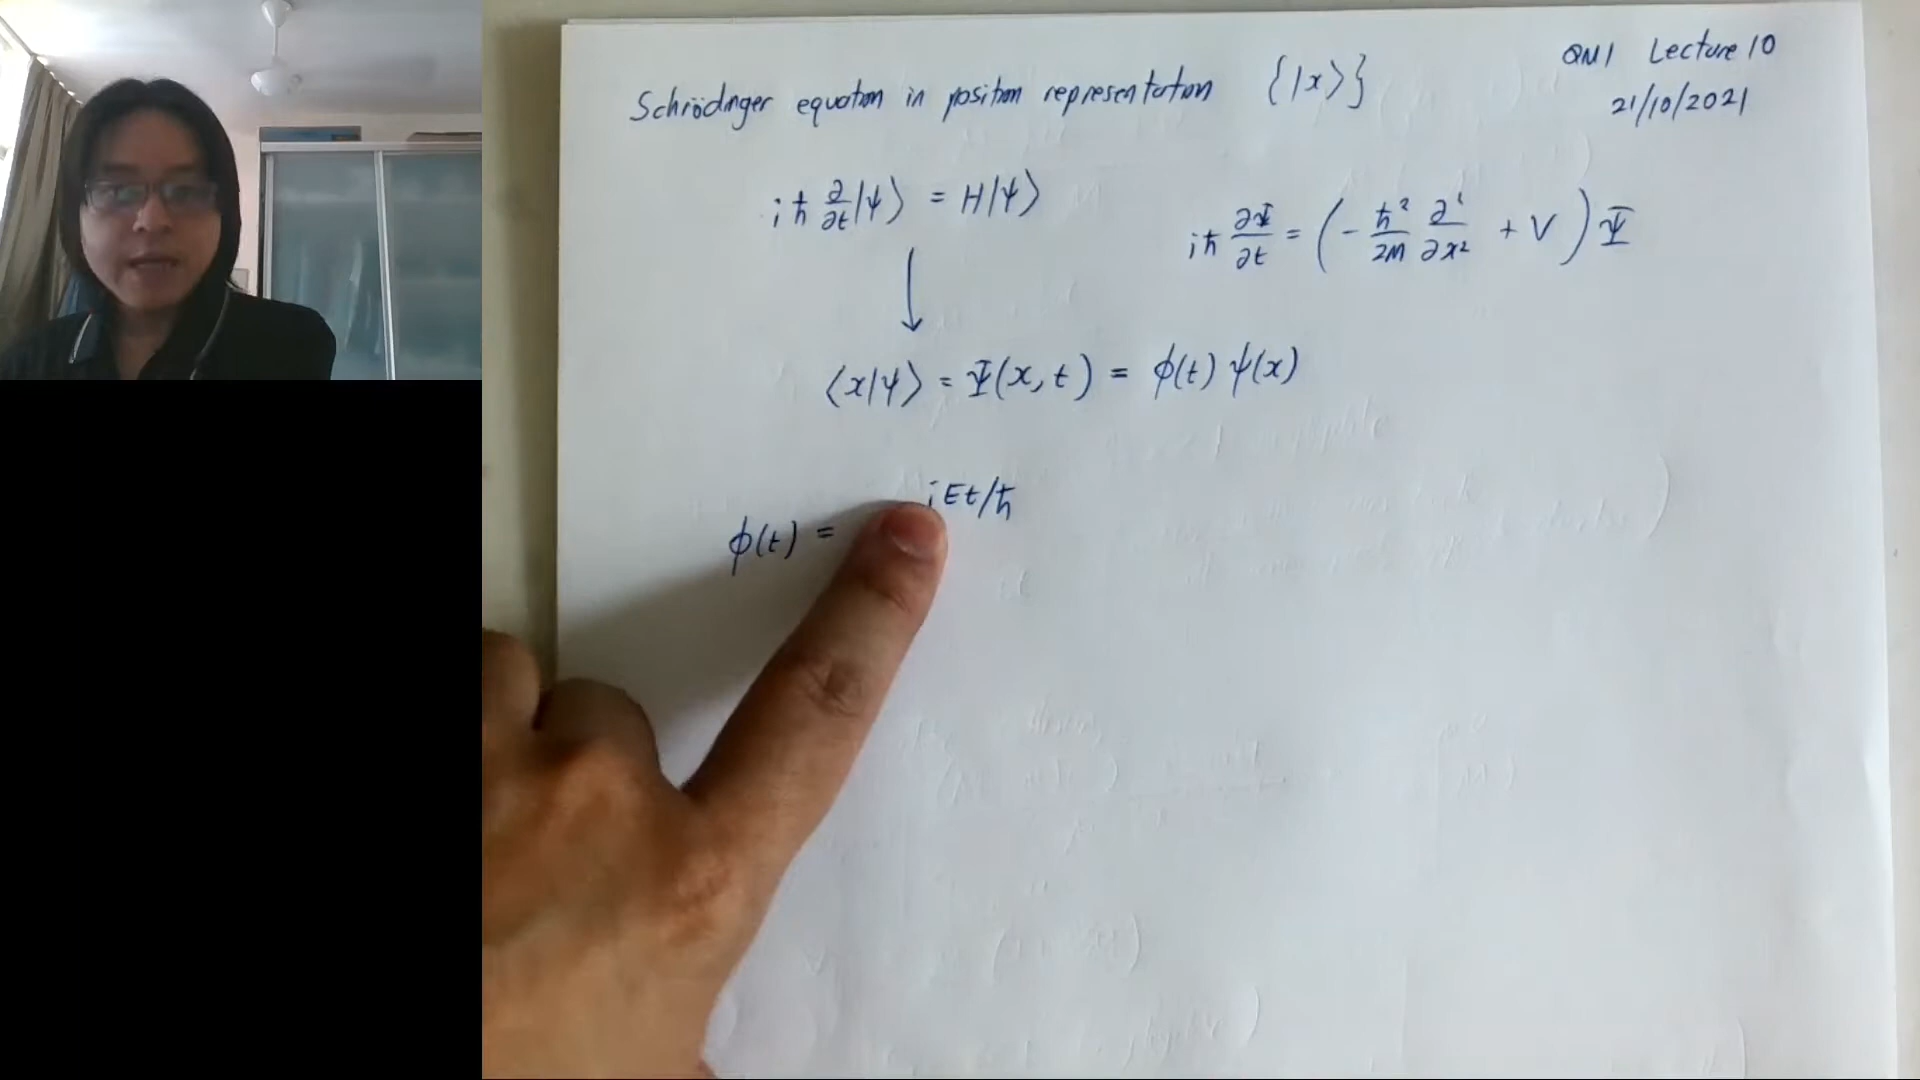 QM1 Lecture 10
21/10/2021
Schrödinger equation in position representation {|x⟩}
iħ ∂/∂t |ψ⟩ = H|ψ⟩
iħ ∂Ψ/∂t = (-ħ²/2m ∂²/∂x² + V) Ψ
⟨x|ψ⟩ = Ψ(x,t) = ϕ(t) ψ(x)
ϕ(t) = iEt/ħ